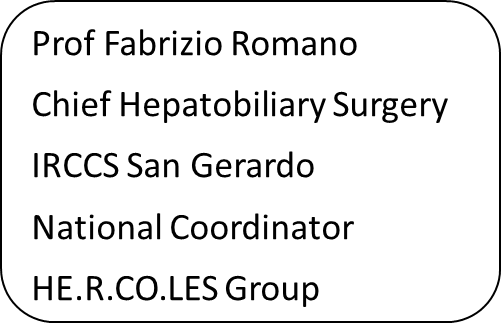 Prof Fabrizio Romano
Chief Hepatobiliary Surgery
IRCCS San Gerardo
National Coordinator
HE.R.CO.LES Group